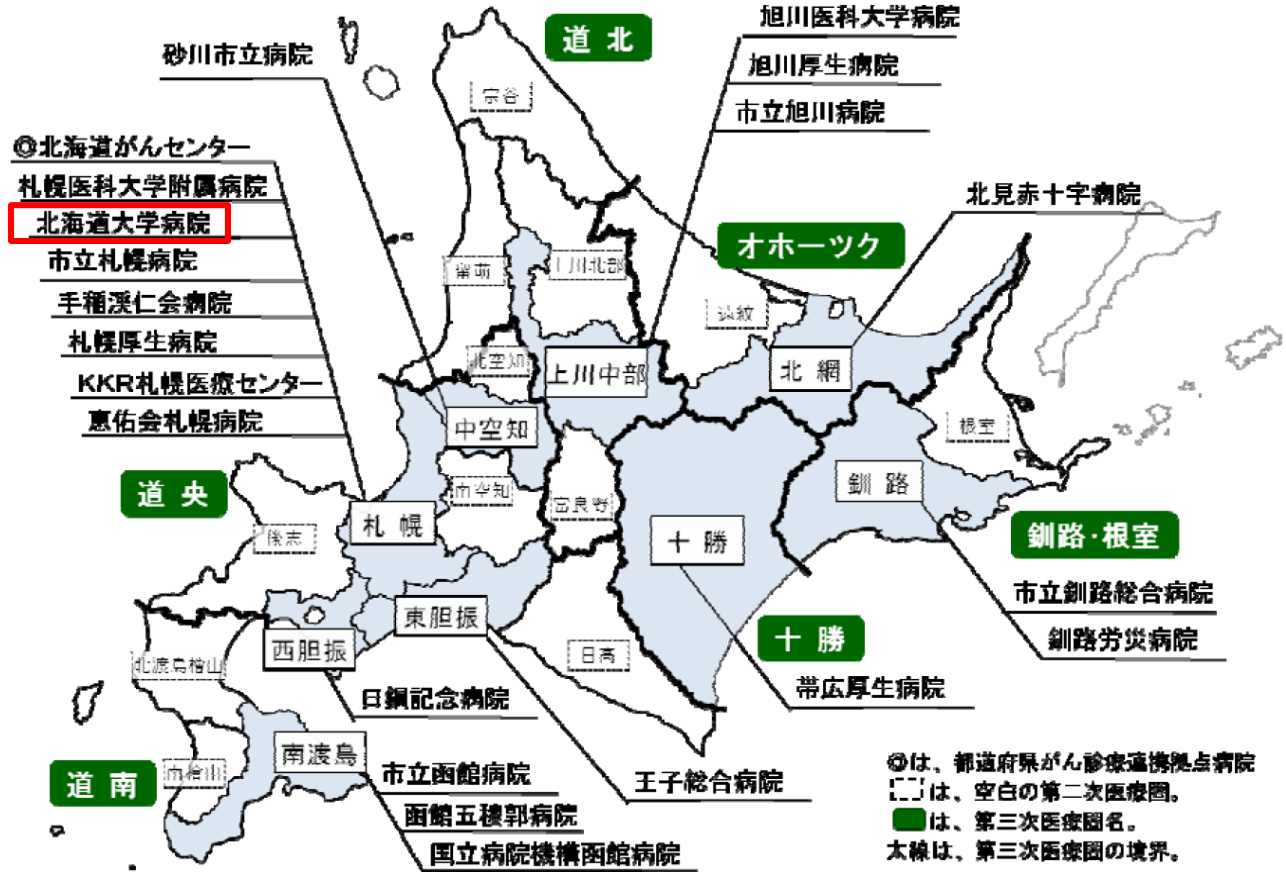 道 北
砂川市立病院
旭川医科大学病院
旭川厚生病院
市立旭川病院
宗谷
◎北海道がんセンター
札幌医科大学附属病院
北海道大学病院
市立札幌病院
手稲渓仁会病院
札幌厚生病院
KKR札幌医療センター
恵佑会札幌病院
北見赤十字病院
オホーツク
留萌
上川北部
遠紋
北空知
上川中部
北 網
中空知
根室
道 央
南空知
富良野
釧 路
札 幌
後志
十 勝
釧路・根室
東胆振
西胆振
日高
十 勝
市立釧路総合病院
釧路労災病院
北渡島檜山
日鋼記念病院
帯広厚生病院
南渡島
道 南
南檜山
市立函館病院
王子総合病院
函館五稜郭病院
国立病院機構函館病院
◎は、都道府県がん診療連携拠点病院
は、空白の第二次医療圏。
は、第三次医療圏名。
太線は、第三次医療圏の境界。